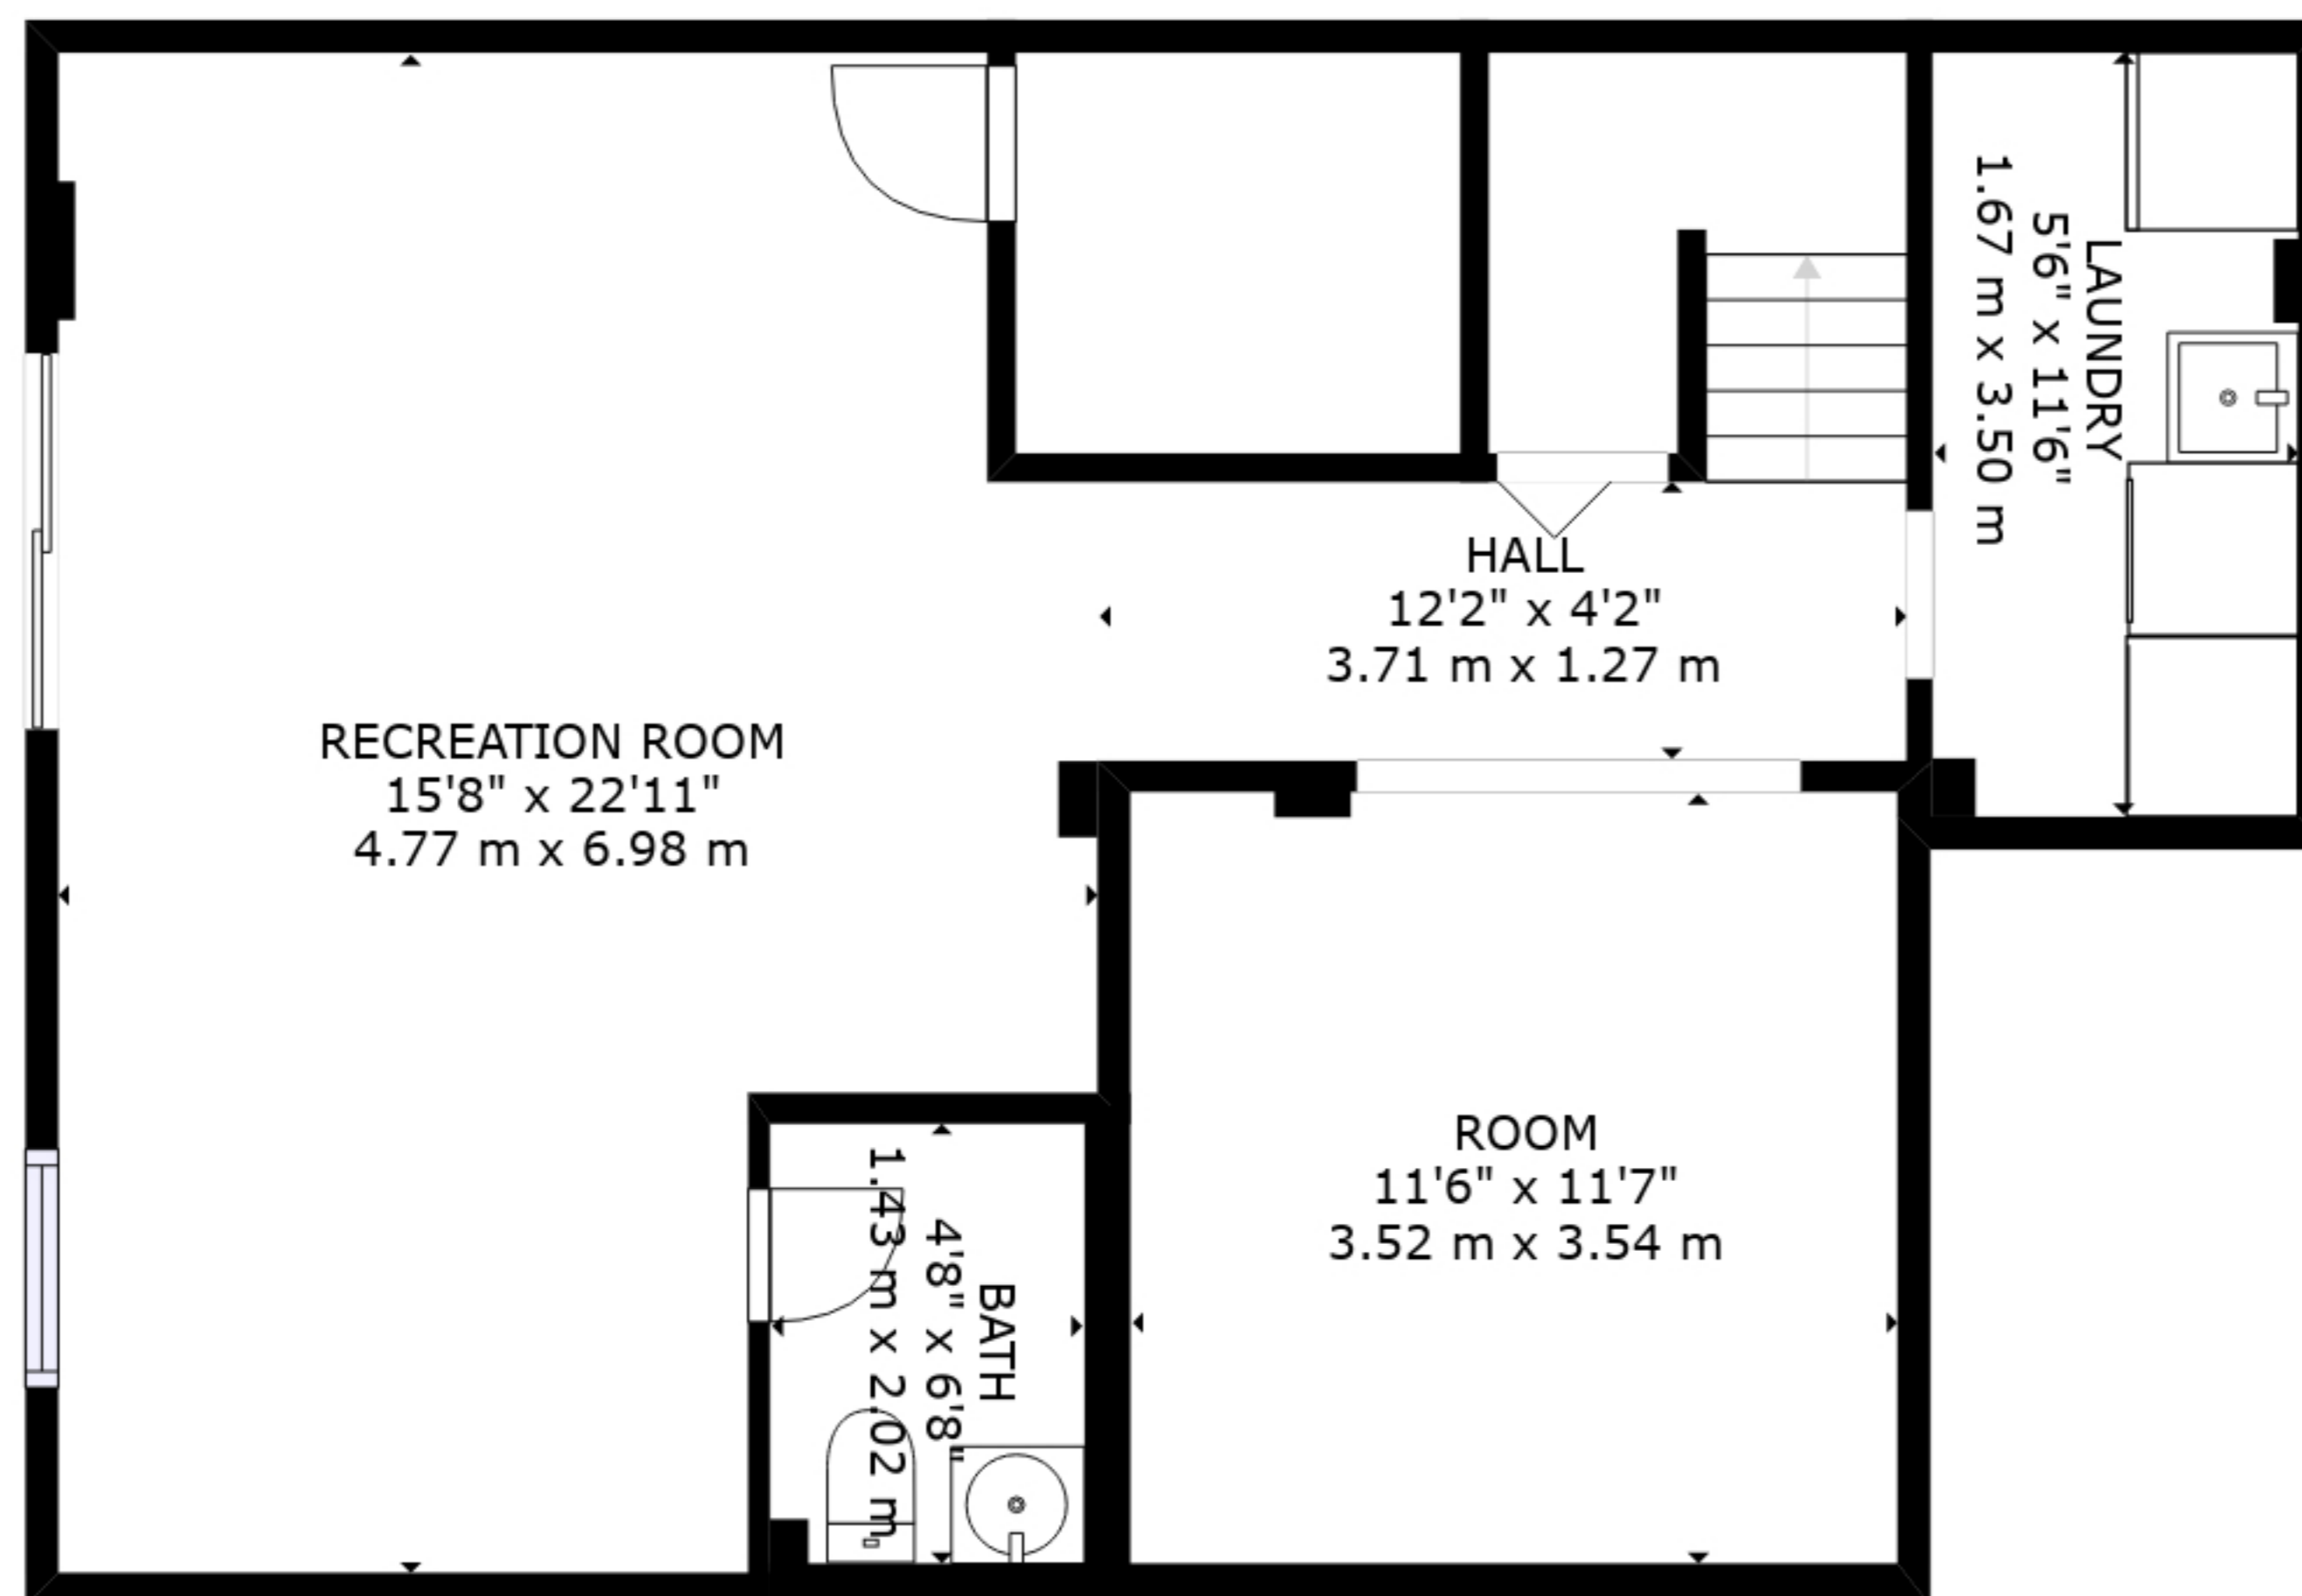 LAUNDRY
5'6" x 11'6"
1.67 m x 3.50 m
HALL
12'2" x 4'2"
3.71 m x 1.27 m
RECREATION ROOM
15'8" x 22'11"
4.77 m x 6.98 m
ROOM
11'6" x 11'7"
3.52 m x 3.54 m
BATH
4'8" x 6'8"
1.43 m x 2.02 m